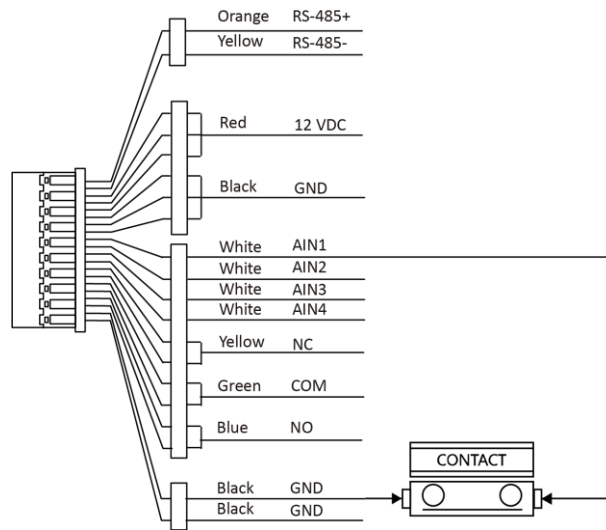 Orange RS-485+
Yellow RS-485-
Red 12 VDC
Black GND
White AIN1
White AIN2
White AIN3
White AIN4
Yellow NC
Green COM
Blue NO
CONTACT
Black GND
Black GND